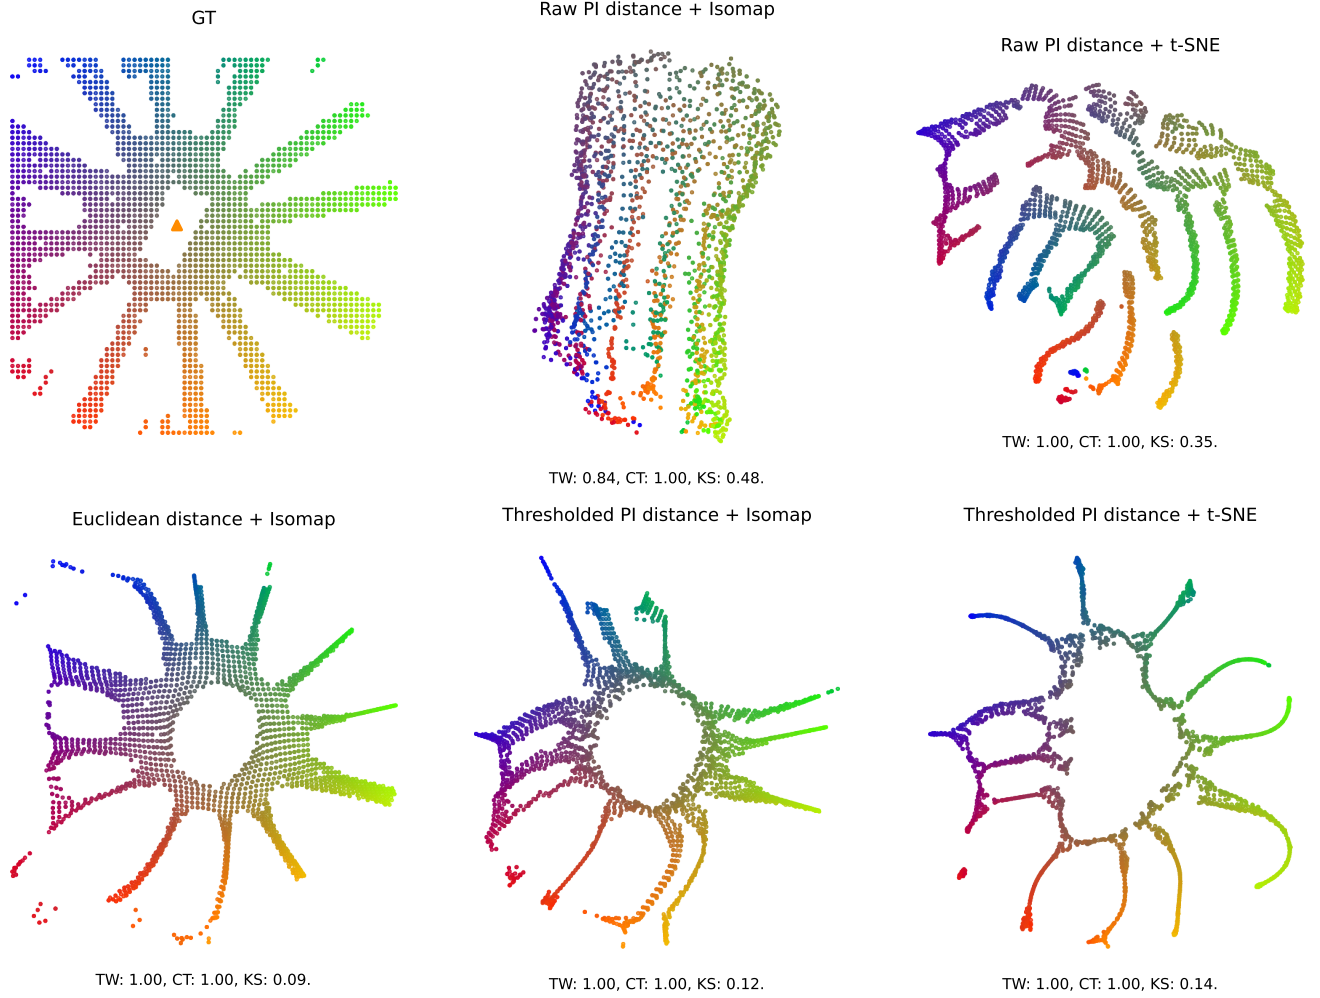 GT
Raw PI distance + Isomap
Raw PI distance + t-SNE
TW: 1.00, CT: 1.00, KS: 0.35.
TW: 0.84, CT: 1.00, KS: 0.48.
Euclidean distance + Isomap
Thresholded PI distance + Isomap
Thresholded PI distance + t-SNE
TW: 1.00, CT: 1.00, KS: 0.09.
TW: 1.00, CT: 1.00, KS: 0.12.
TW: 1.00, CT: 1.00, KS: 0.14.